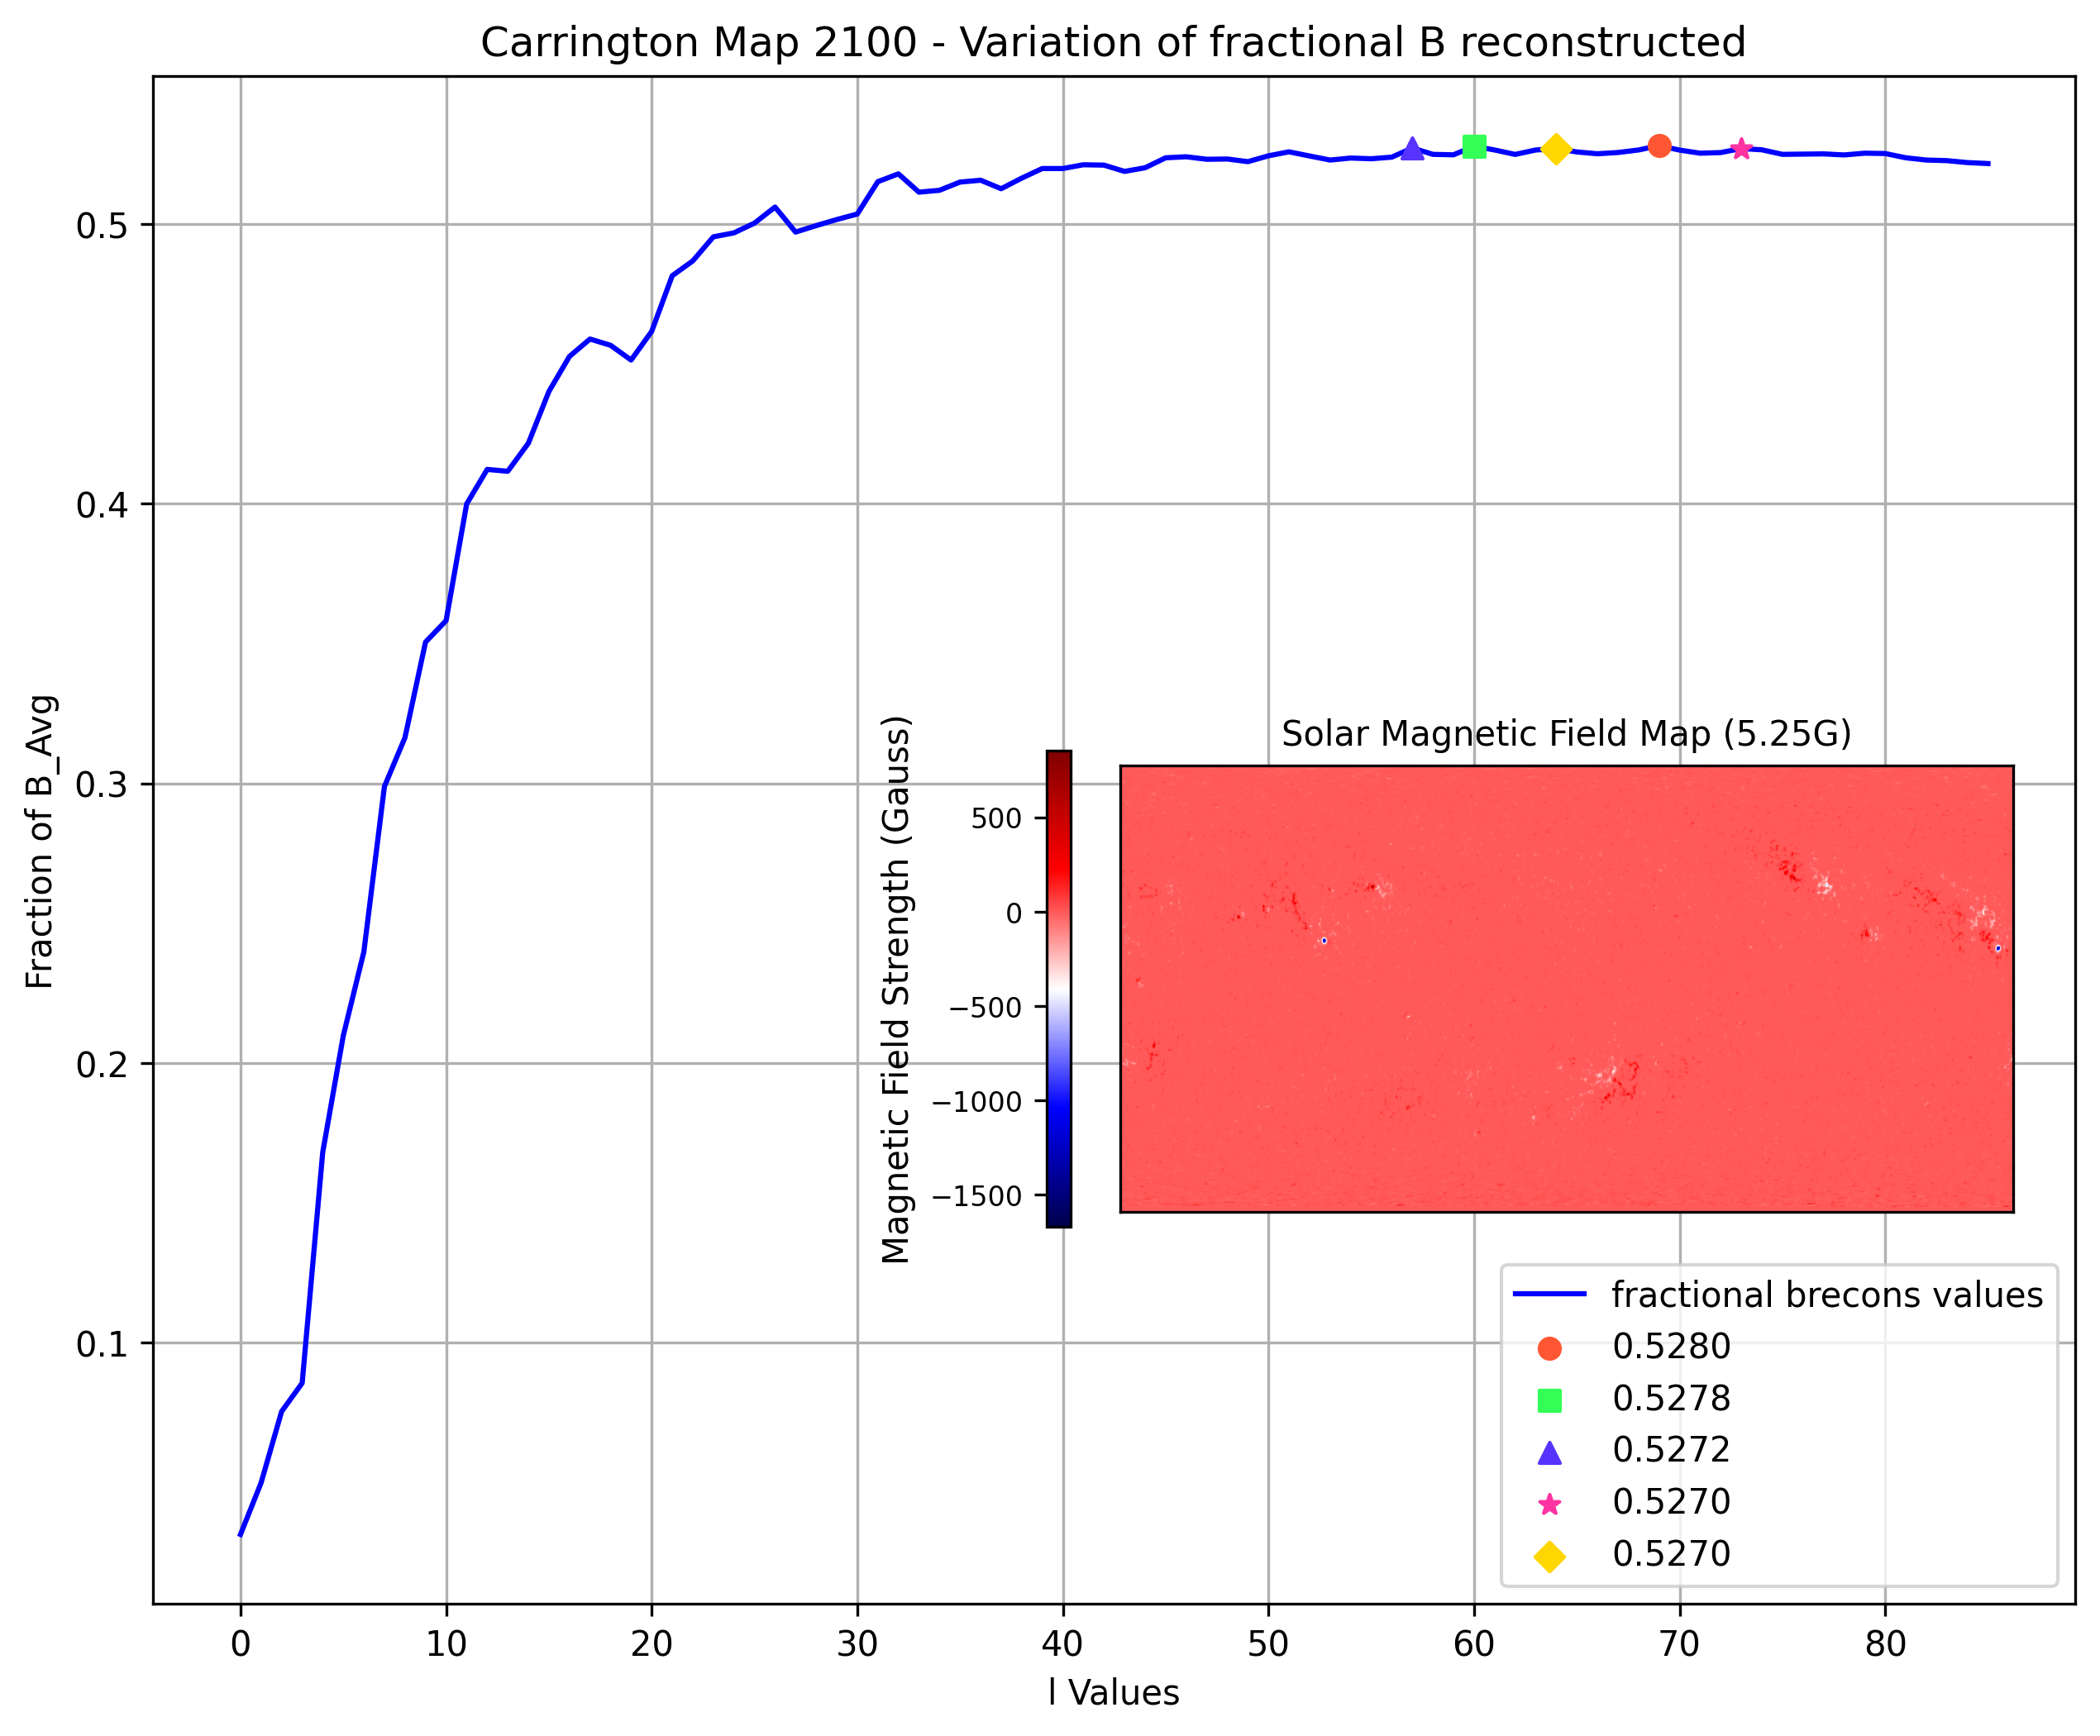 Carrington Map 2100 - Variation of fractional B reconstructed
Fraction of B_Avg
0.5
0.4
0.3
0.2
0.1
Magnetic Field Strength (Gauss)
500
0
−500
−1000
−1500
Solar Magnetic Field Map (5.25G)
fractional brecons values
0.5280
0.5278
0.5272
0.5270
0.5270
0 10 20 30 40 50 60 70 80
l Values